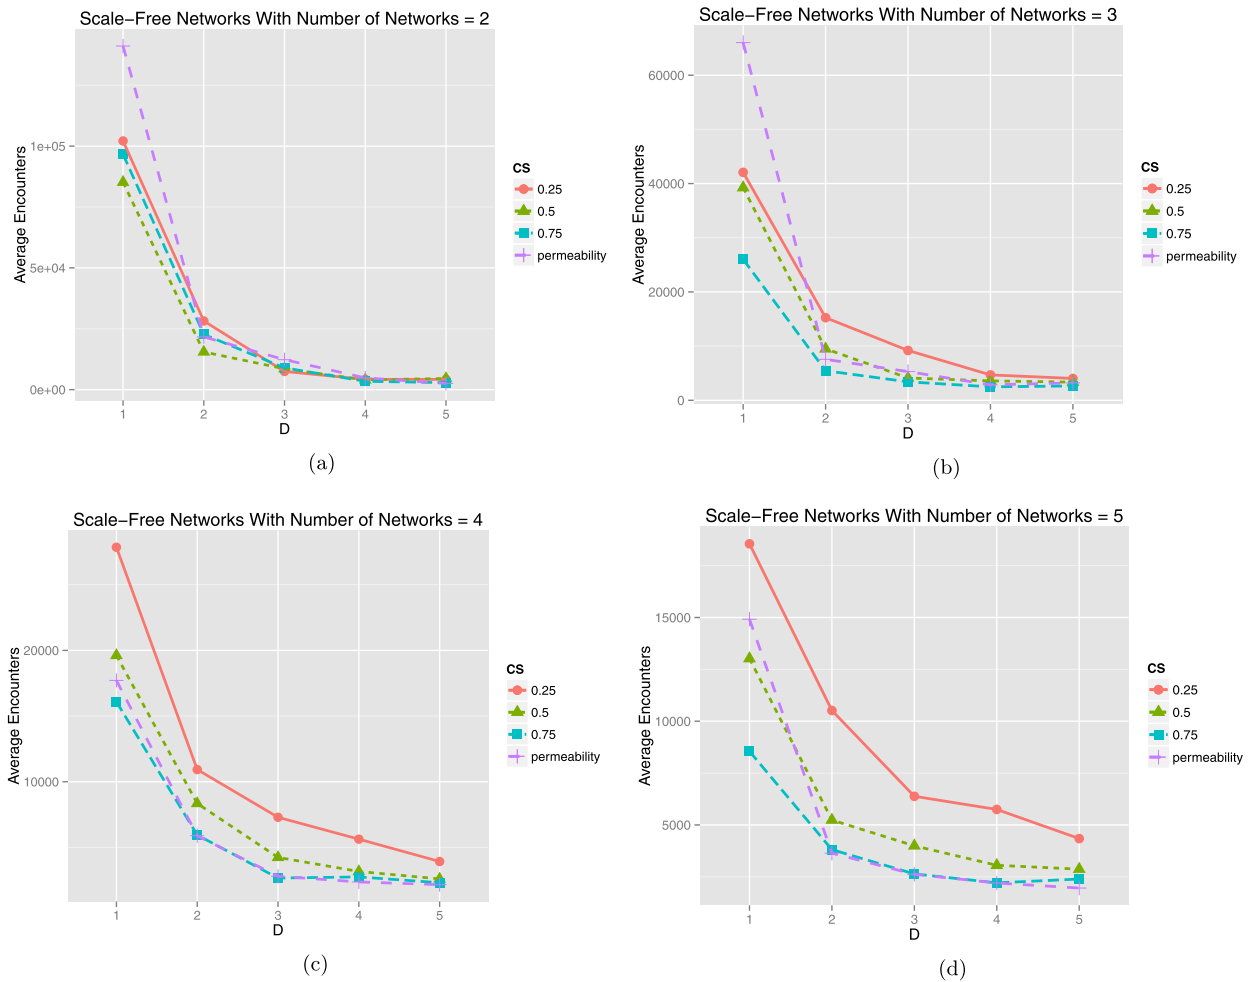 Scale−Free Networks With Number of Networks = 2
Average Encounters
1e+05
5e+04
0e+00
1 2 3 4 5
D
CS
0.25
0.5
0.75
permeability
(a)
Scale−Free Networks With Number of Networks = 3
Average Encounters
60000
40000
20000
0
1 2 3 4 5
D
CS
0.25
0.5
0.75
permeability
(b)
Scale−Free Networks With Number of Networks = 4
Average Encounters
20000
10000
1 2 3 4 5
D
CS
0.25
0.5
0.75
permeability
(c)
Scale−Free Networks With Number of Networks = 5
Average Encounters
15000
10000
5000
1 2 3 4 5
D
CS
0.25
0.5
0.75
permeability
(d)